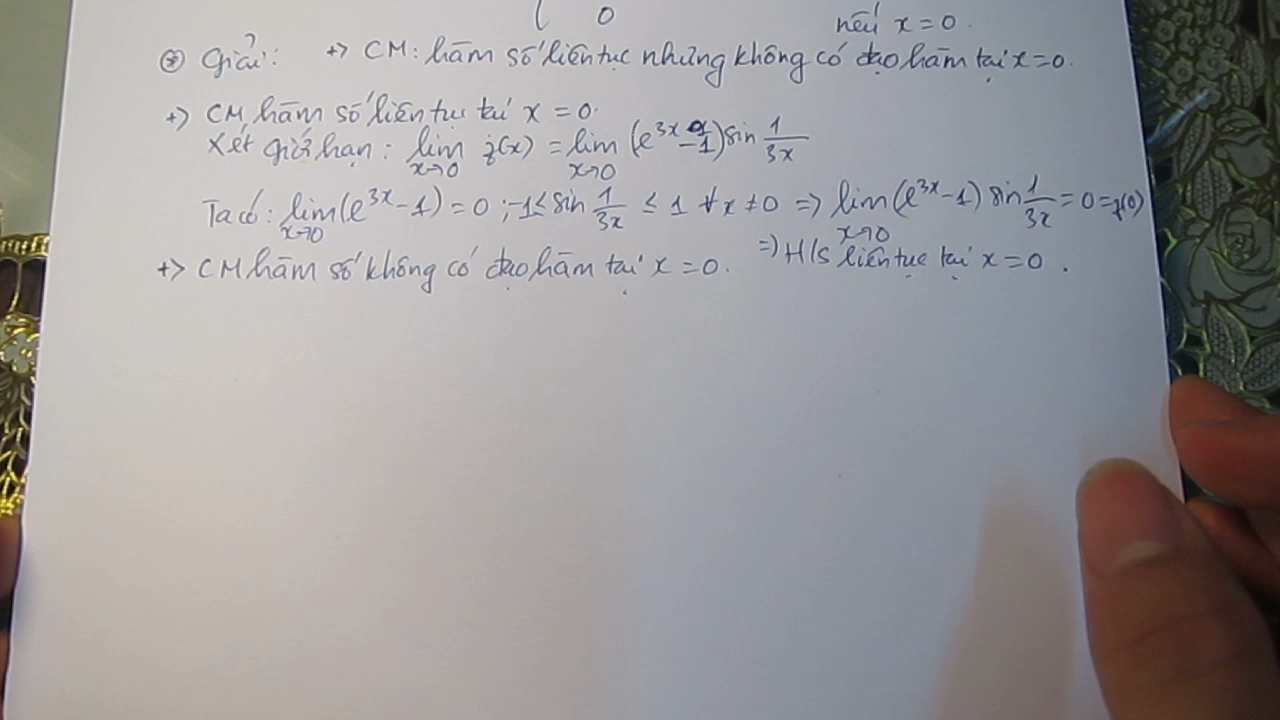 0 nếu x = 0.
⊛ Giải: +> CM: hàm số liên tục nhưng không có đạo hàm tại x = 0.
+> CM hàm số liên tục tại x = 0.
Xét giới hạn: lim x→0 f(x) = lim x→0 (e^3x - 1) sin 1/3x
Ta có: lim x→0 (e^3x - 1) = 0 ; -1 ≤ sin 1/3x ≤ 1 ∀x ≠ 0 => lim x→0 (e^3x - 1) sin 1/3x = 0 = f(0)
=> H/s liên tục tại x = 0.
+> CM hàm số không có đạo hàm tại x = 0.